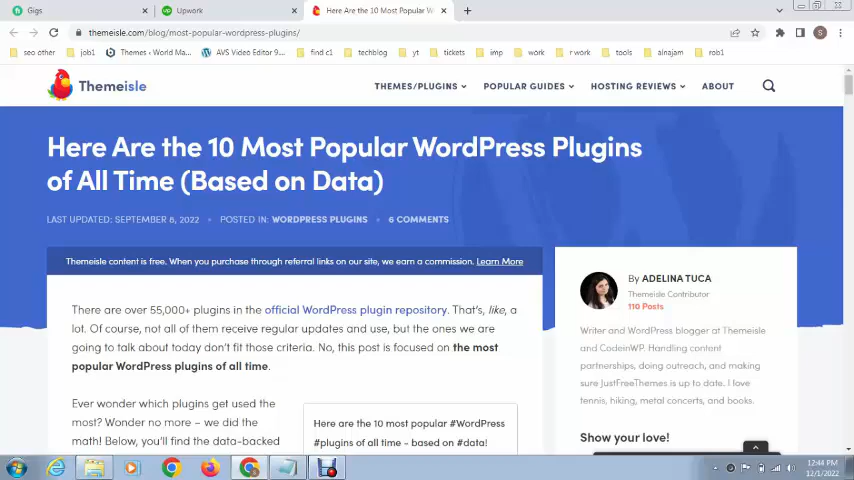 Gigs
Upwork
Here Are the 10 Most Popular W
themeisle.com/blog/most-popular-wordpress-plugins/
seo other
job1
Themes ‹ World Ma...
AVS Video Editor 9...
find c1
techblog
yt
tickets
imp
work
r work
tools
alnajam
rob1
Themeisle
THEMES/PLUGINS
POPULAR GUIDES
HOSTING REVIEWS
ABOUT
Here Are the 10 Most Popular WordPress Plugins
of All Time (Based on Data)
LAST UPDATED: SEPTEMBER 6, 2022
POSTED IN: WORDPRESS PLUGINS
6 COMMENTS
Themeisle content is free. When you purchase through referral links on our site, we earn a commission. Learn More
There are over 55,000+ plugins in the official WordPress plugin repository. That's, like, a
lot. Of course, not all of them receive regular updates and use, but the ones we are
going to talk about today don't fit those criteria. No, this post is focused on the most
popular WordPress plugins of all time.
Ever wonder which plugins get used the
most? Wonder no more – we did the
math! Below, you'll find the data-backed
Here are the 10 most popular #WordPress
#plugins of all time - based on #data!
By ADELINA TUCA
Themeisle Contributor
110 Posts
Writer and WordPress blogger at Themeisle
and CodeinWP. Handling content
partnerships, doing outreach, and making
sure JustFreeThemes is up to date. I love
tennis, hiking, metal concerts, and books.
Show your love!
S
12:44 PM
12/1/2022